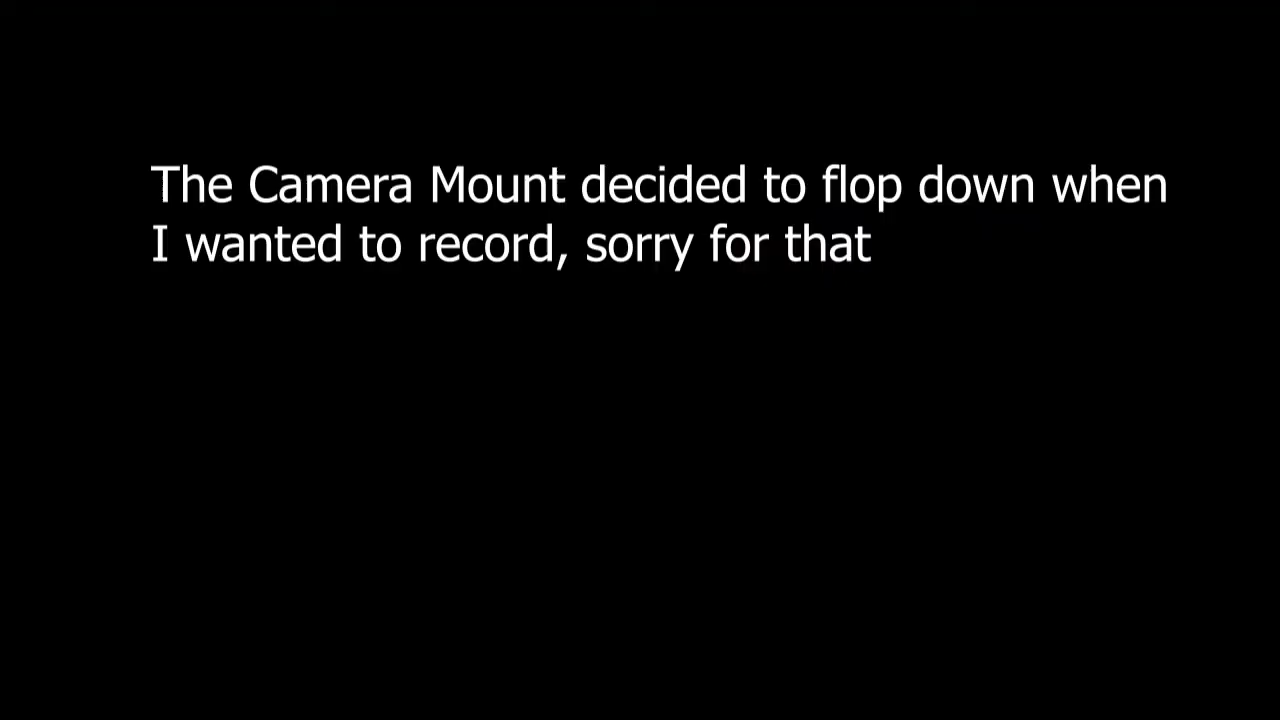 The Camera Mount decided to flop down when
I wanted to record, sorry for that